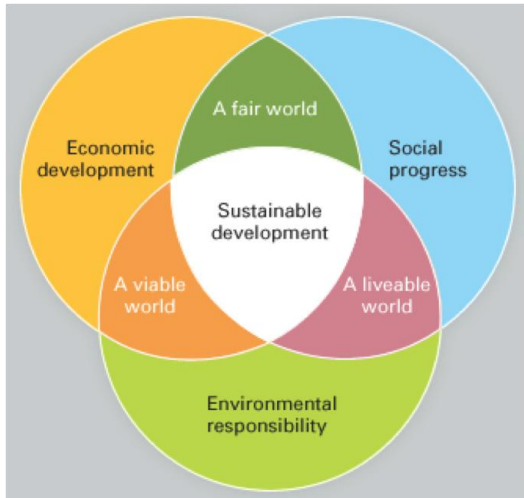 A fair world
Economic
development
Social
progress
Sustainable
development
A viable
world
A liveable
world
Environmental
responsibility